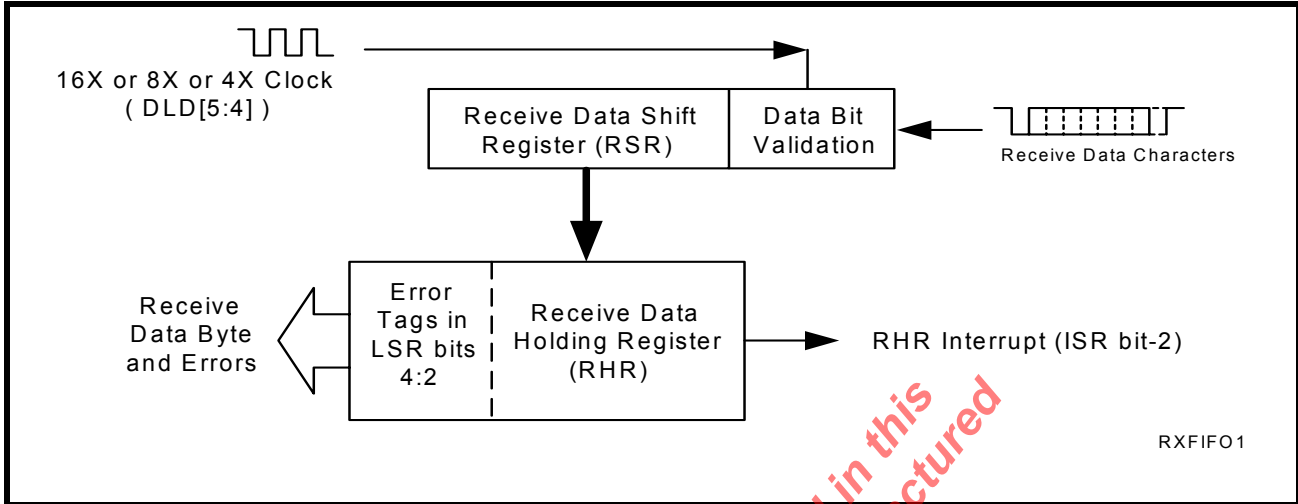 16X or 8X or 4X Clock
( DLD[5:4] )
Receive Data Shift
Register (RSR)
Data Bit
Validation
Receive Data Characters
Receive
Data Byte
and Errors
Error
Tags in
LSR bits
4:2
Receive Data
Holding Register
(RHR)
RHR Interrupt (ISR bit-2)
in this
RXFIFO1